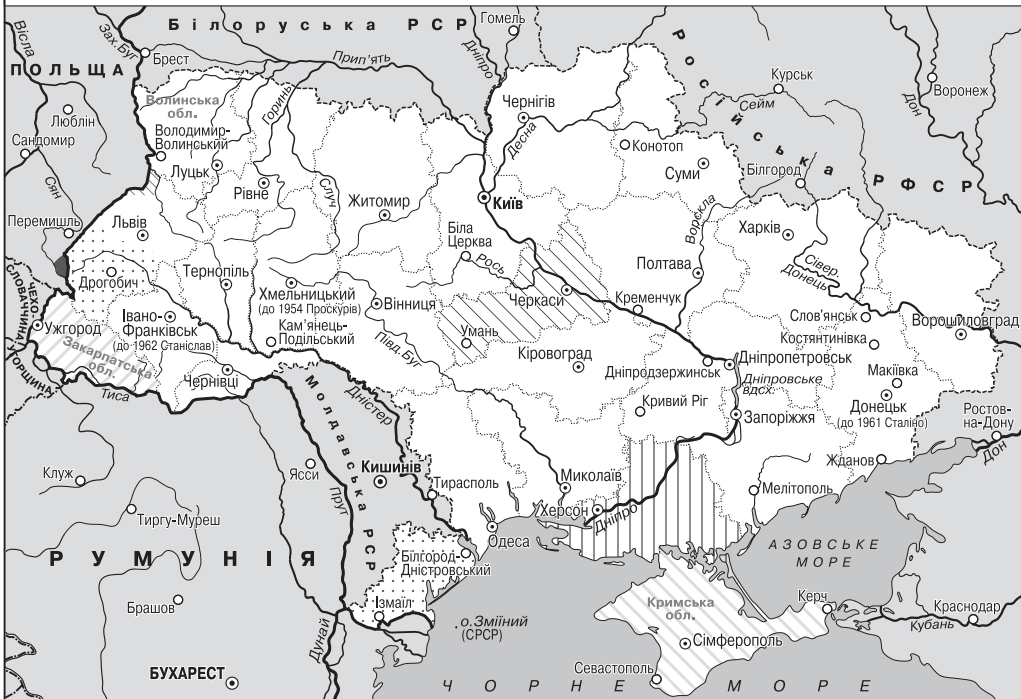 Білоруська РСР
Гомель
Вісла
Зах.Буг
Брест
Прип'ять
Дніпро
Російська РФСР
Курськ
Сейм
Воронеж
Дон
ПОЛЬЩА
Люблін
Сандомир
Волинська
обл.
Горинь
Чернігів
Десна
Володимир-
Волинський
Луцьк
Рівне
Случ
Житомир
Київ
Конотоп
Суми
Білгород
Ворскла
Сян
Перемишль
Львів
Біла
Церква
Рось
Полтава
Харків
Сівер.
Донець
Дрогобич
Тернопіль
Хмельницький
(до 1954 Проскурів)
Вінниця
Черкаси
Кременчук
Слов'янськ
Ворошиловград
ЧЕХО-
СЛОВАЧЧИНА
Ужгород
Івано-
Франківськ
(до 1962 Станіслав)
Кам'янець-
Подільський
Умань
Костянтинівка
Закарпатська
обл.
Півд.Буг
Кіровоград
Дніпродзержинськ
Дніпропетровськ
Дніпровське
вдсх.
Макіївка
УГОРЩИНА
Тиса
Чернівці
Молдавська РСР
Дністер
Кривий Ріг
Запоріжжя
Донецьк
(до 1961 Сталіно)
Ростов-
на-Дону
Дон
Клуж
Ясси
Кишинів
Прут
Тирасполь
Миколаїв
Жданов
Мелітополь
Тиргу-Муреш
Херсон
Дніпро
Одеса
РУМУНІЯ
Білгород-
Дністровський
АЗОВСЬКЕ
МОРЕ
Брашов
Ізмаїл
о.Зміїний
(СРСР)
Кримська
обл.
Керч
Краснодар
Кубань
Дунай
Сімферополь
БУХАРЕСТ
Севастополь
ЧОРНЕ МОРЕ